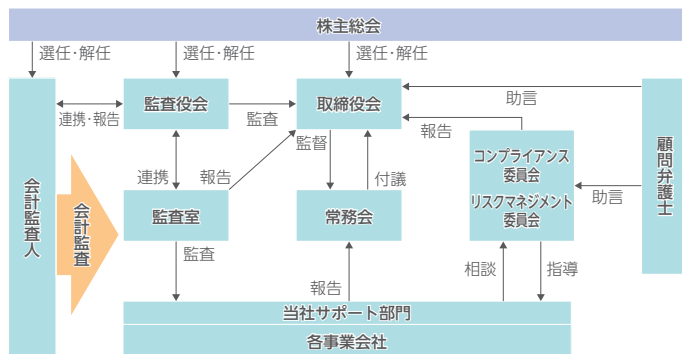 株主総会
選任・解任
選任・解任
選任・解任
監査役会
取締役会
助言
連携・報告
監査
報告
監督
連携
報告
付議
コンプライアンス
委員会
リスクマネジメント
委員会
顧問弁護士
助言
会計監査人
会計監査
監査室
常務会
監査
報告
相談
指導
当社サポート部門
各事業会社